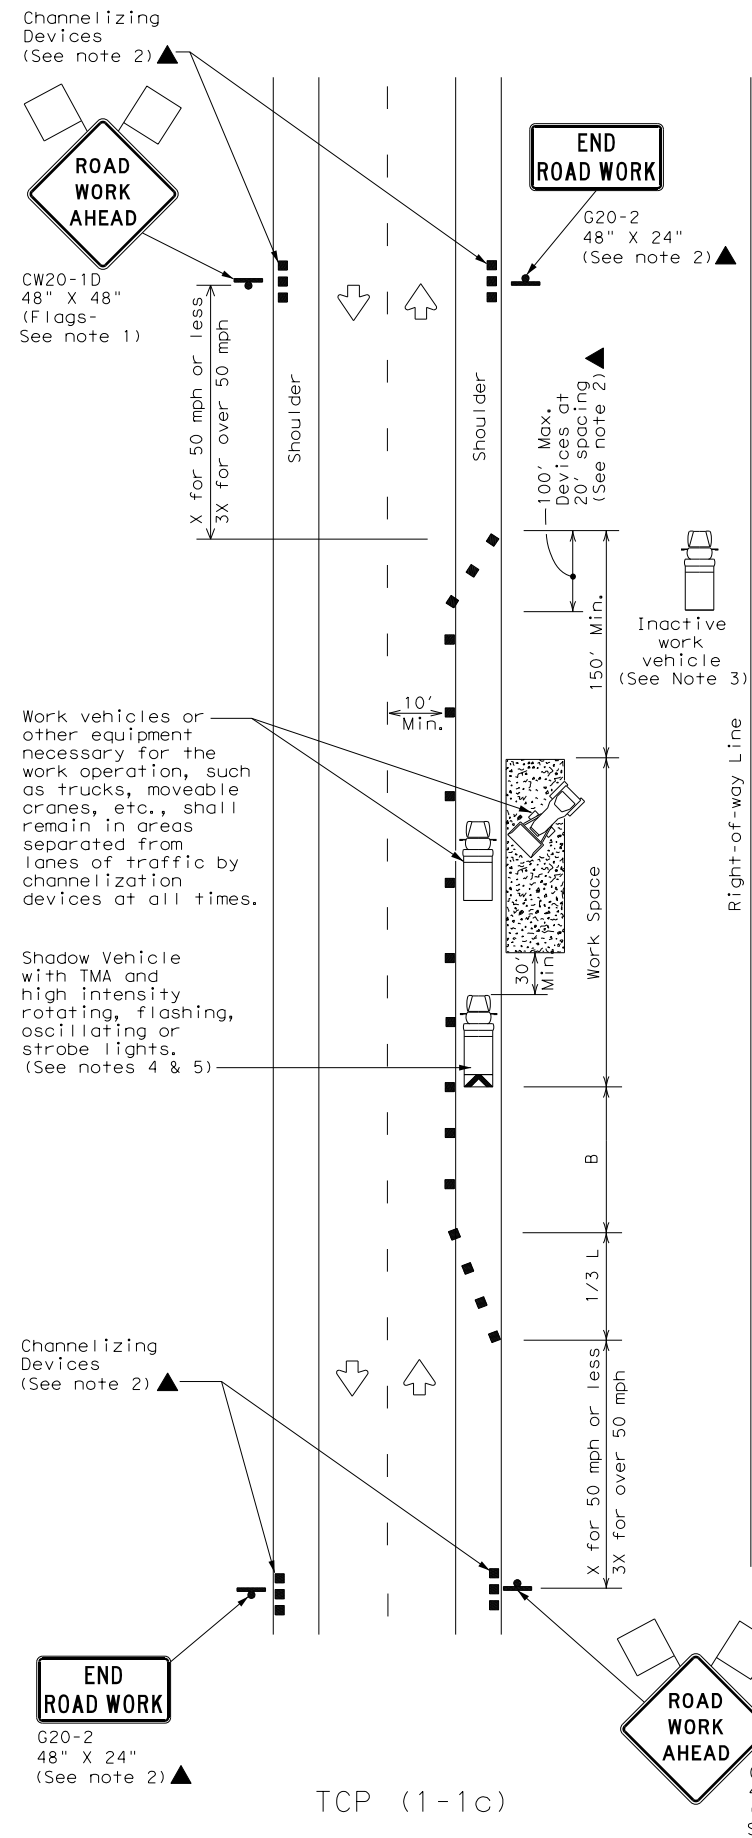 Channelizing
Devices
(See note 2)
ROAD
WORK
AHEAD
CW20-1D
48" X 48"
(Flags-
See note 1)
END
ROAD WORK
G20-2
48" X 24"
(See note 2)
X for 50 mph or less
3X for over 50 mph
Shoulder
Shoulder
100' Max.
Devices at
20' spacing
(See note 2)
150' Min.
Inactive
work
vehicle
(See Note 3)
10'
Min.
Work vehicles or
other equipment
necessary for the
work operation, such
as trucks, moveable
cranes, etc., shall
remain in areas
separated from
lanes of traffic by
channelization
devices at all times.
Right-of-way Line
Work Space
30'
Min.
Shadow Vehicle
with TMA and
high intensity
rotating, flashing,
oscillating or
strobe lights.
(See notes 4 & 5)
B
1/3 L
Channelizing
Devices
(See note 2)
X for 50 mph or less
3X for over 50 mph
END
ROAD WORK
G20-2
48" X 24"
(See note 2)
ROAD
WORK
AHEAD
TCP (1-1c)